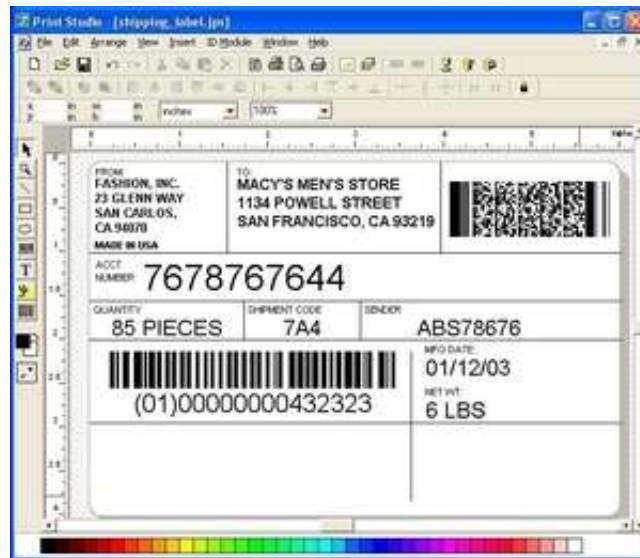 Print Studio - [shipping_label.jps]
File Edit Arrange View Insert ID Module Window Help
inches 100%
FROM:
FASHION, INC.
23 GLENN WAY
SAN CARLOS,
CA 94070
MADE IN USA
TO:
MACY'S MEN'S STORE
1134 POWELL STREET
SAN FRANCISCO, CA 93219
ACCT
NUMBER: 7678767644
QUANTITY
85 PIECES
SHIPMENT CODE
7A4
SENDER
ABS78676
(01)00000000432323
MFG DATE:
01/12/03
NET WT:
6 LBS